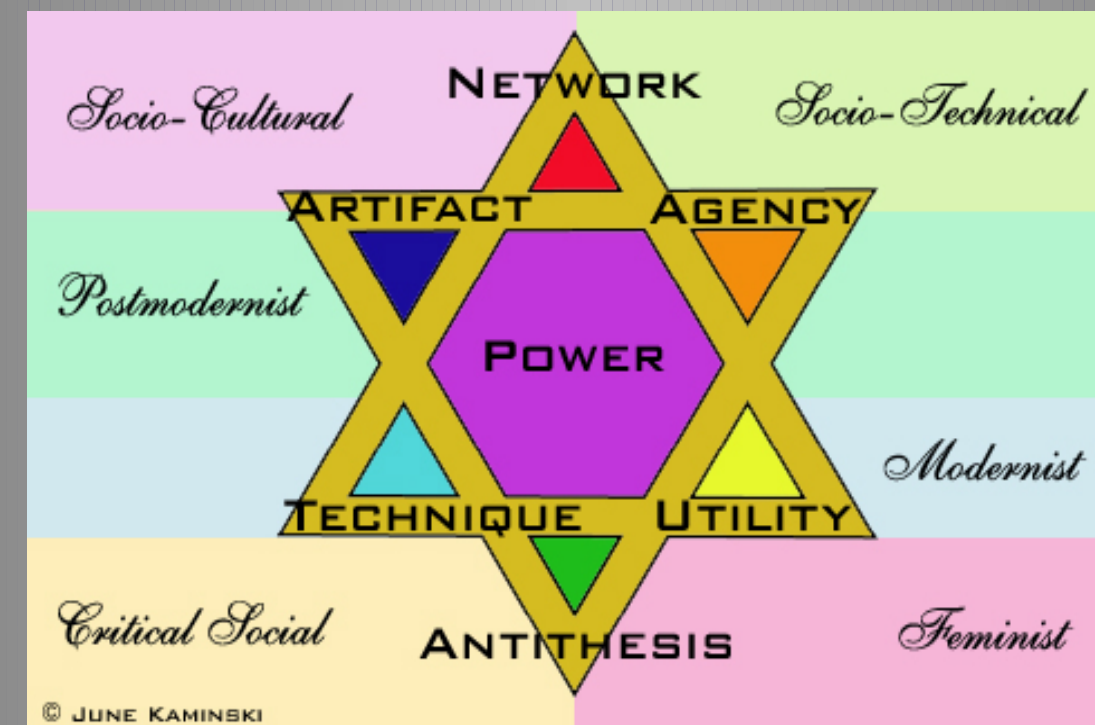 NETWORK
Socio-Cultural
Socio-Technical
ARTIFACT
AGENCY
Postmodernist
POWER
Modernist
TECHNIQUE
UTILITY
Critical Social
Feminist
ANTITHESIS
© JUNE KAMINSKI